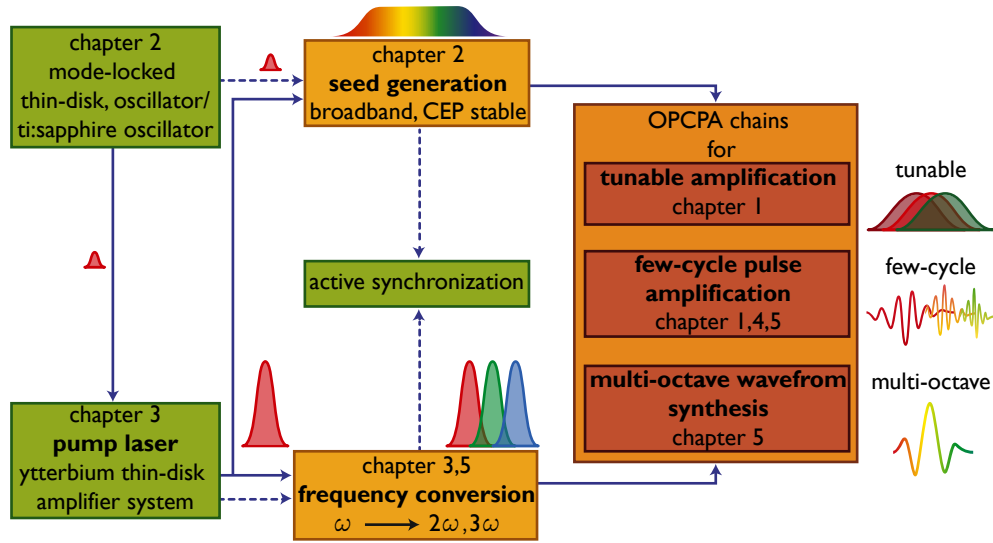 chapter 2
mode-locked
thin-disk, oscillator/
ti:sapphire oscillator
chapter 2
seed generation
broadband, CEP stable
active synchronization
chapter 3
pump laser
ytterbium thin-disk
amplifier system
chapter 3,5
frequency conversion
ω → 2ω,3ω
OPCPA chains
for
tunable amplification
chapter 1
few-cycle pulse
amplification
chapter 1,4,5
multi-octave wavefrom
synthesis
chapter 5
tunable
few-cycle
multi-octave